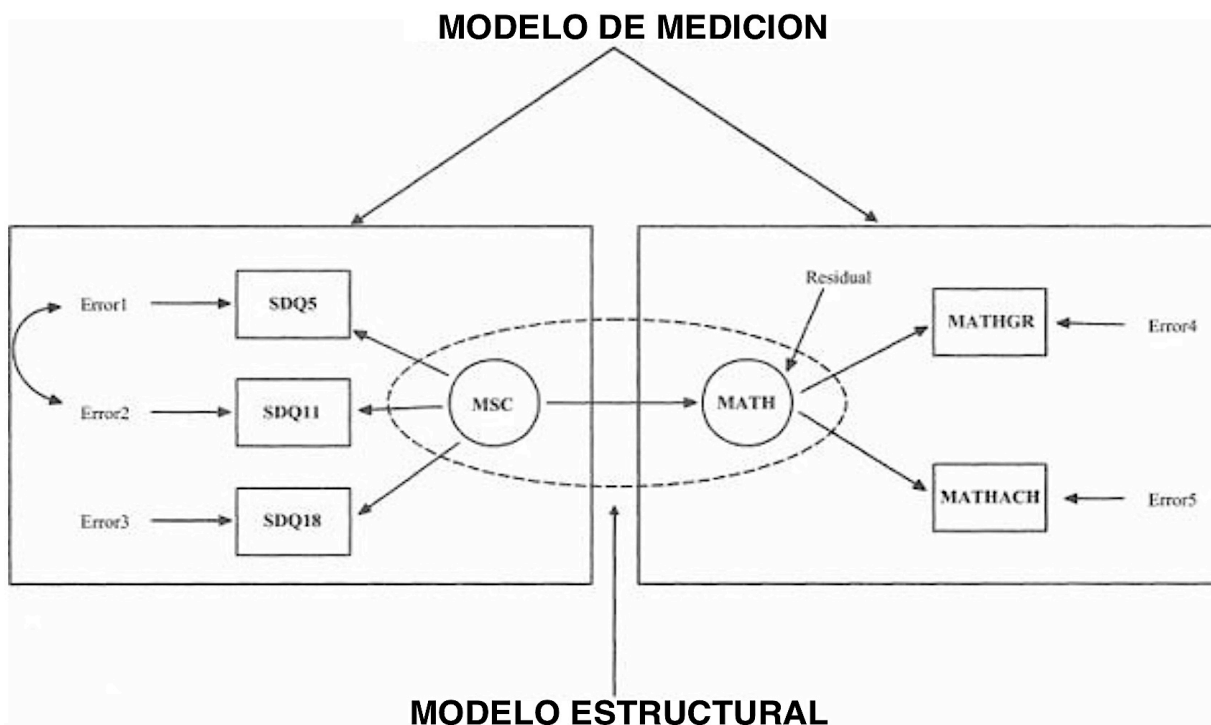 MODELO DE MEDICION
Residual
Error1
SDQ5
MATHGR
Error4
MSC
MATH
Error2
SDQ11
MATHACH
Error5
Error3
SDQ18
MODELO ESTRUCTURAL